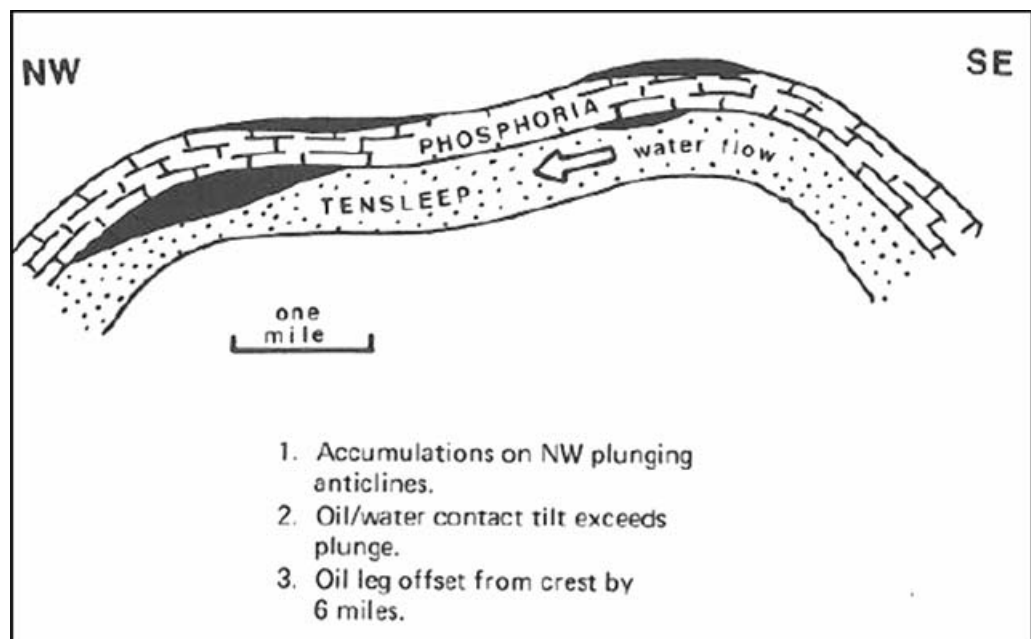 NW
SE
PHOSPHORIA
water flow
TENSLEEP
one
mile
1. Accumulations on NW plunging
anticlines.
2. Oil/water contact tilt exceeds
plunge.
3. Oil leg offset from crest by
6 miles.